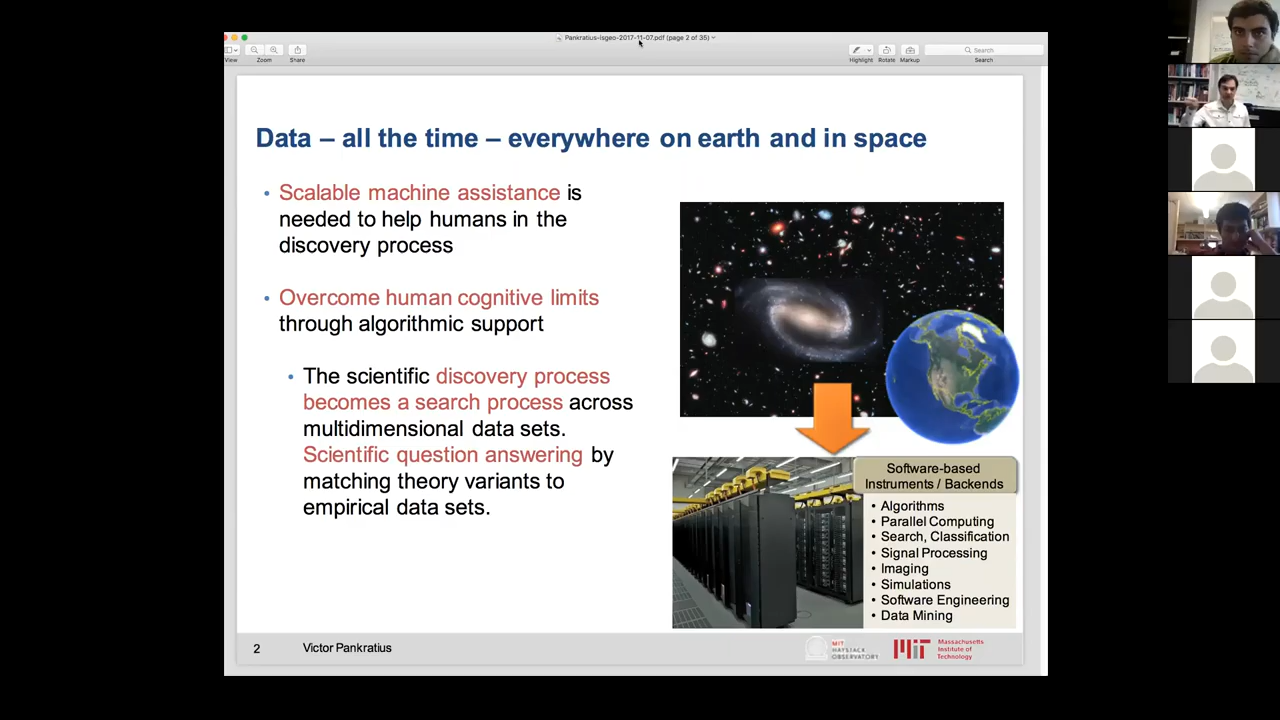 Pankratius-isgeo-2017-11-07.pdf (page 2 of 35)
View
Zoom
Share
Highlight
Rotate
Markup
Search
Search
Data – all the time – everywhere on earth and in space
• Scalable machine assistance is
needed to help humans in the
discovery process
• Overcome human cognitive limits
through algorithmic support
• The scientific discovery process
becomes a search process across
multidimensional data sets.
Scientific question answering by
matching theory variants to
empirical data sets.
Software-based
Instruments / Backends
• Algorithms
• Parallel Computing
• Search, Classification
• Signal Processing
• Imaging
• Simulations
• Software Engineering
• Data Mining
2
Victor Pankratius
MIT
HAYSTACK
OBSERVATORY
MIT
Massachusetts
Institute of
Technology